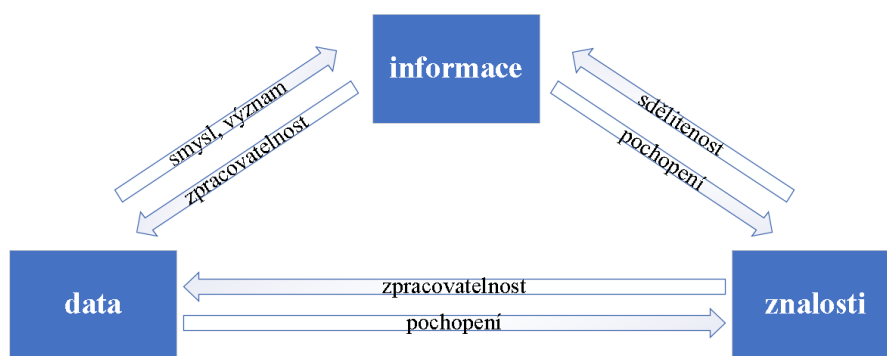 informace
smysl, význam
zpracovatelnost
sdělitenost
pochopení
data
zpracovatelnost
pochopení
znalosti